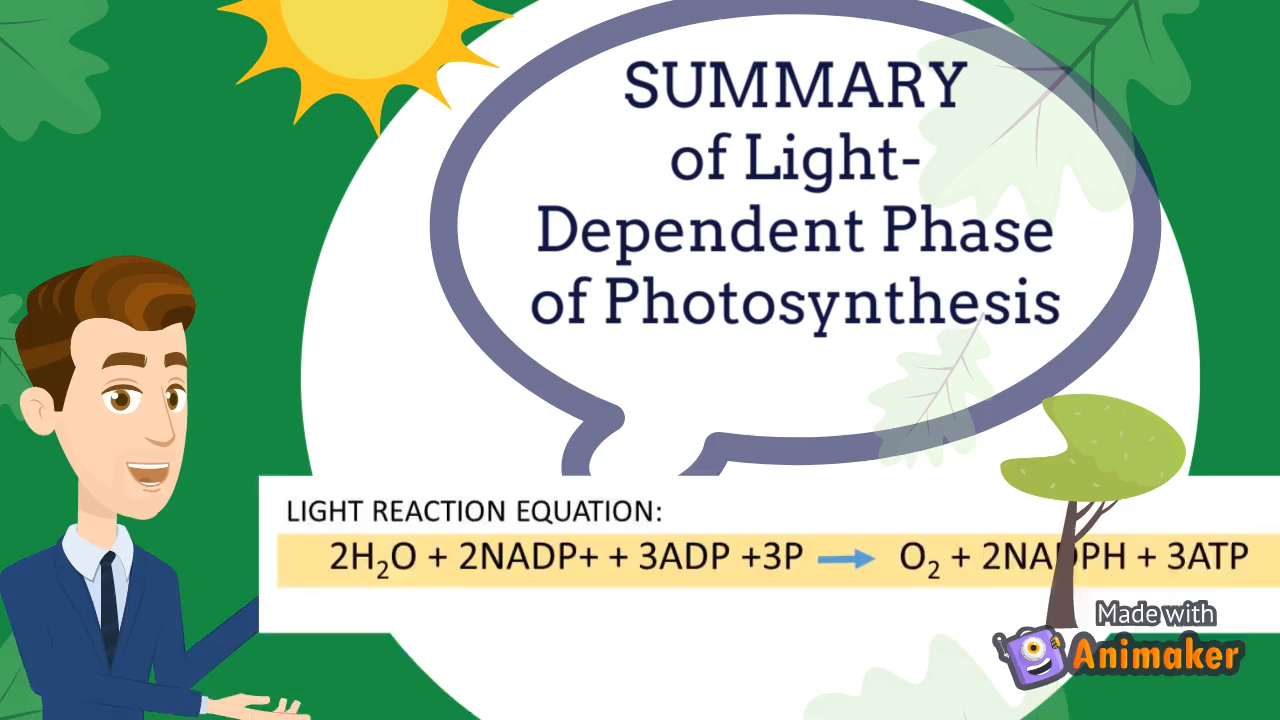 SUMMARY
of Light-
Dependent Phase
of Photosynthesis
LIGHT REACTION EQUATION:
2H₂O + 2NADP+ + 3ADP +3P → O₂ + 2NADPH + 3ATP
Made with
Animaker